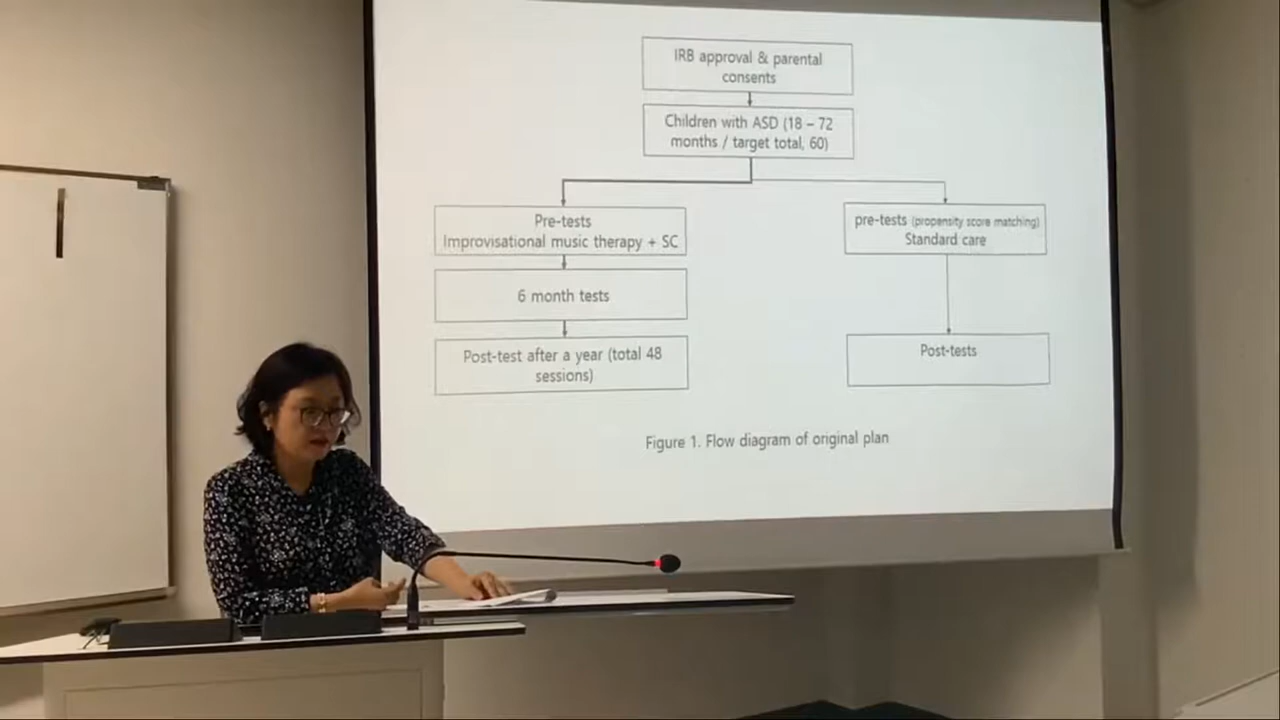 IRB approval & parental
consents
Children with ASD (18 – 72
months / target total, 60)
Pre-tests
Improvisational music therapy + SC
pre-tests (propensity score matching)
Standard care
6 month tests
Post-test after a year (total 48
sessions)
Post-tests
Figure 1. Flow diagram of original plan